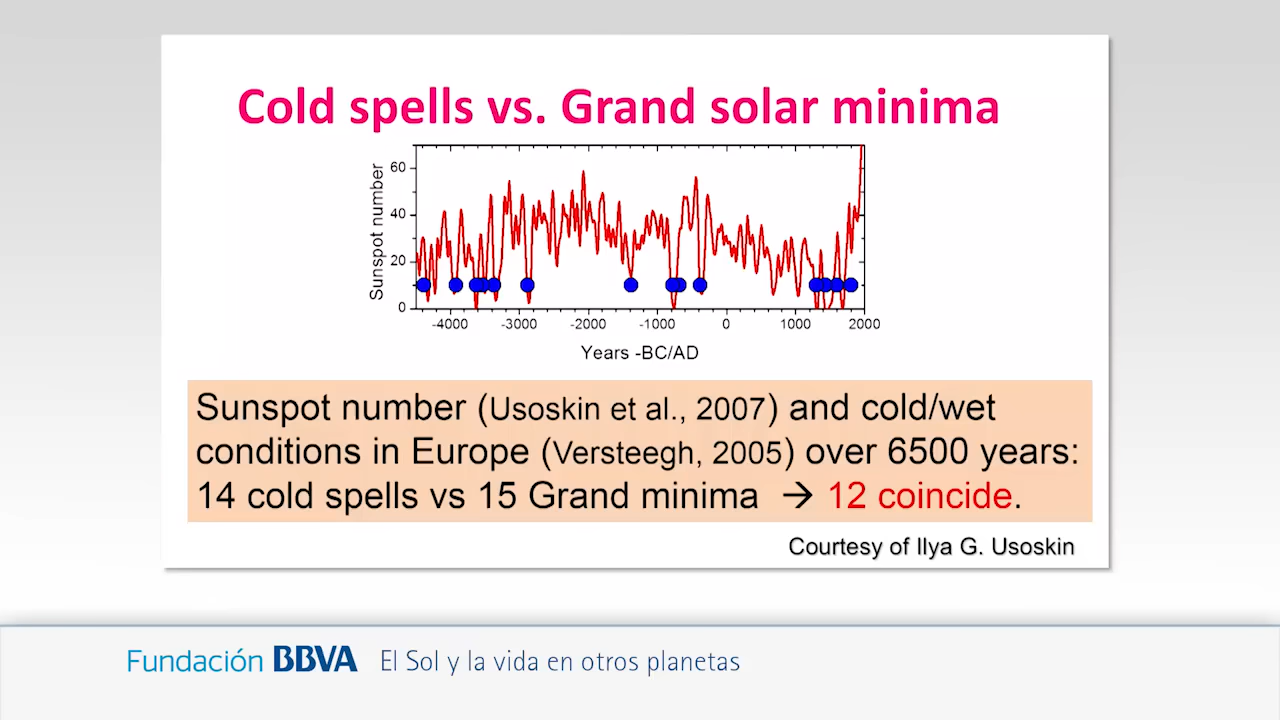 Cold spells vs. Grand solar minima
Sunspot number
60
40
20
0
-4000 -3000 -2000 -1000 0 1000 2000
Years -BC/AD
Sunspot number (Usoskin et al., 2007) and cold/wet
conditions in Europe (Versteegh, 2005) over 6500 years:
14 cold spells vs 15 Grand minima → 12 coincide.
Courtesy of Ilya G. Usoskin
Fundación BBVA El Sol y la vida en otros planetas